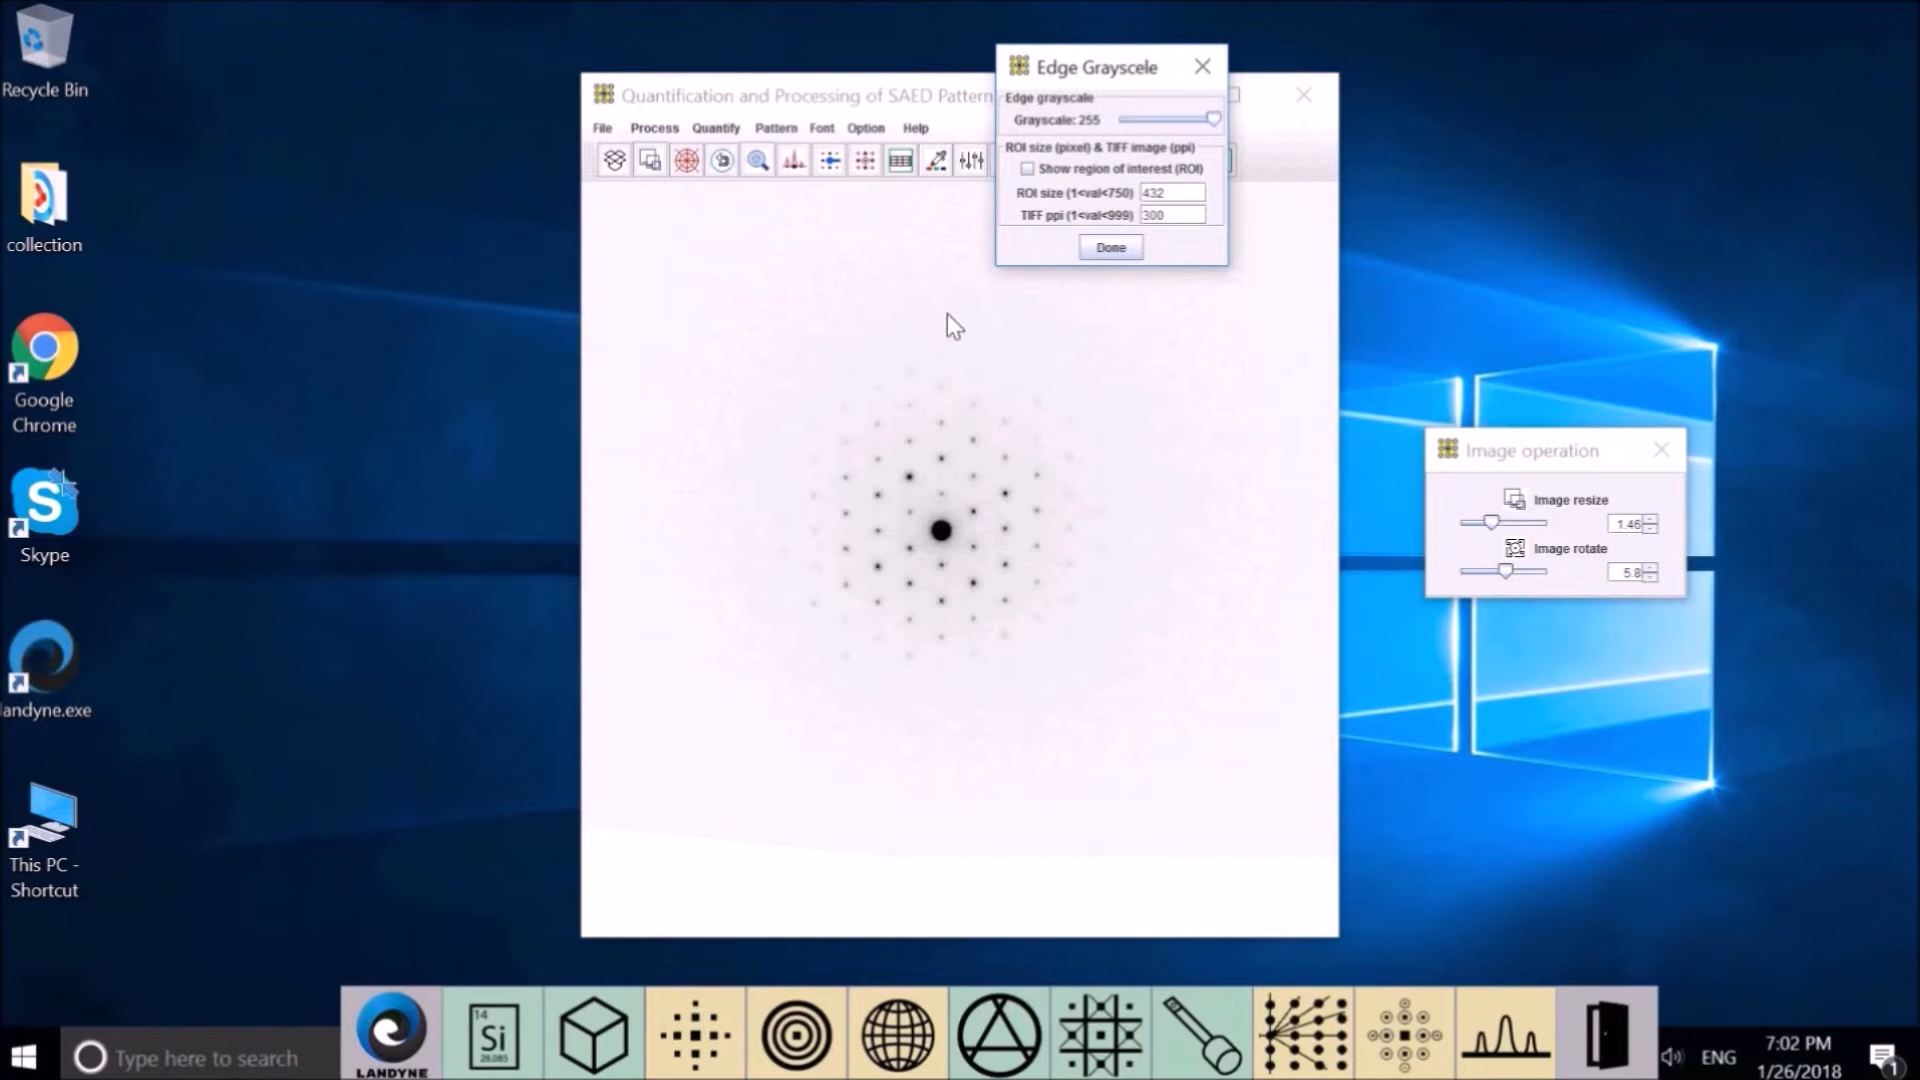 Recycle Bin
collection
Google
Chrome
Skype
landyne.exe
This PC -
Shortcut
Quantification and Processing of SAED Pattern
File Process Quantify Pattern Font Option Help
Edge Grayscele
Edge grayscale
Grayscale: 255
ROI size (pixel) & TIFF image (ppi)
Show region of interest (ROI)
ROI size (1<val<750) 432
TIFF ppi (1<val<999) 300
Done
Image operation
Image resize
1.46
Image rotate
5.8
LANDYNE
14
Si
28.085
Type here to search
ENG
7:02 PM
1/26/2018
1